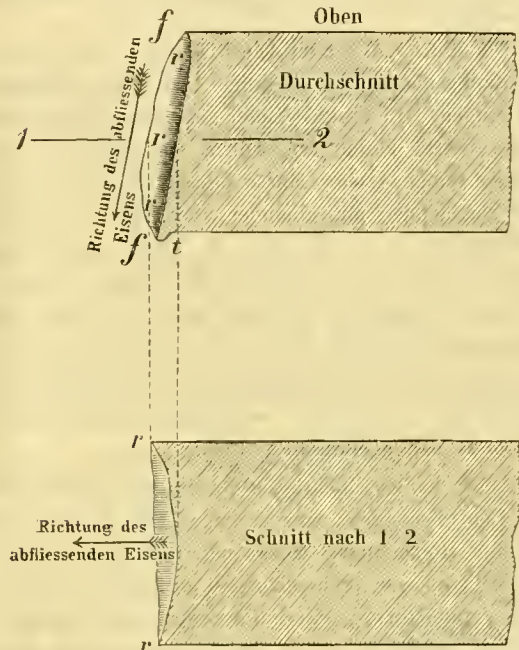 Oben
f
r
Durchschnitt
Richtung des abfliessenden
Eisens
1
r
2
r
f
t
r
Richtung des
abfliessenden Eisens
Schnitt nach 1 2
r